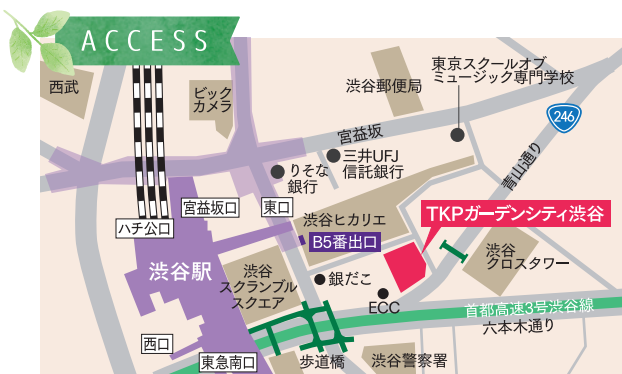 ACCESS
西武
ビック
カメラ
渋谷郵便局
東京スクールオブ
ミュージック専門学校
246
宮益坂
三井UFJ
信託銀行
りそな
銀行
青山通り
宮益坂口
東口
ハチ公口
渋谷ヒカリエ
TKPガーデンシティ渋谷
B5番出口
渋谷駅
渋谷
スクランブル
スクエア
銀だこ
ECC
渋谷
クロスタワー
首都高速3号渋谷線
六本木通り
西口
東急南口
歩道橋
渋谷警察署